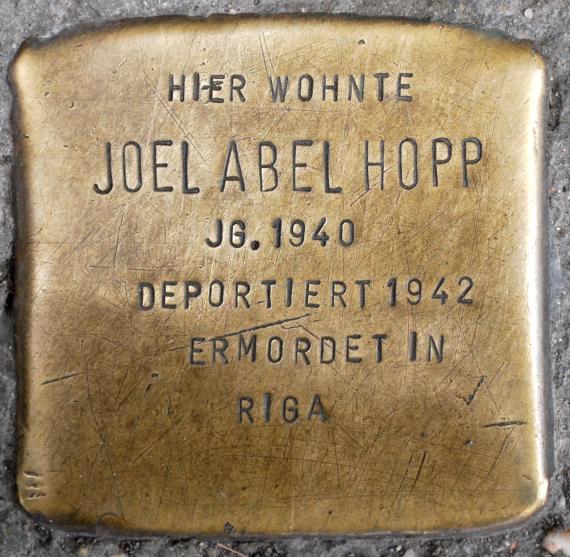 HIER WOHNTE
JOEL ABEL HOPP
JG. 1940
DEPORTIERT 1942
ERMORDET IN
RIGA